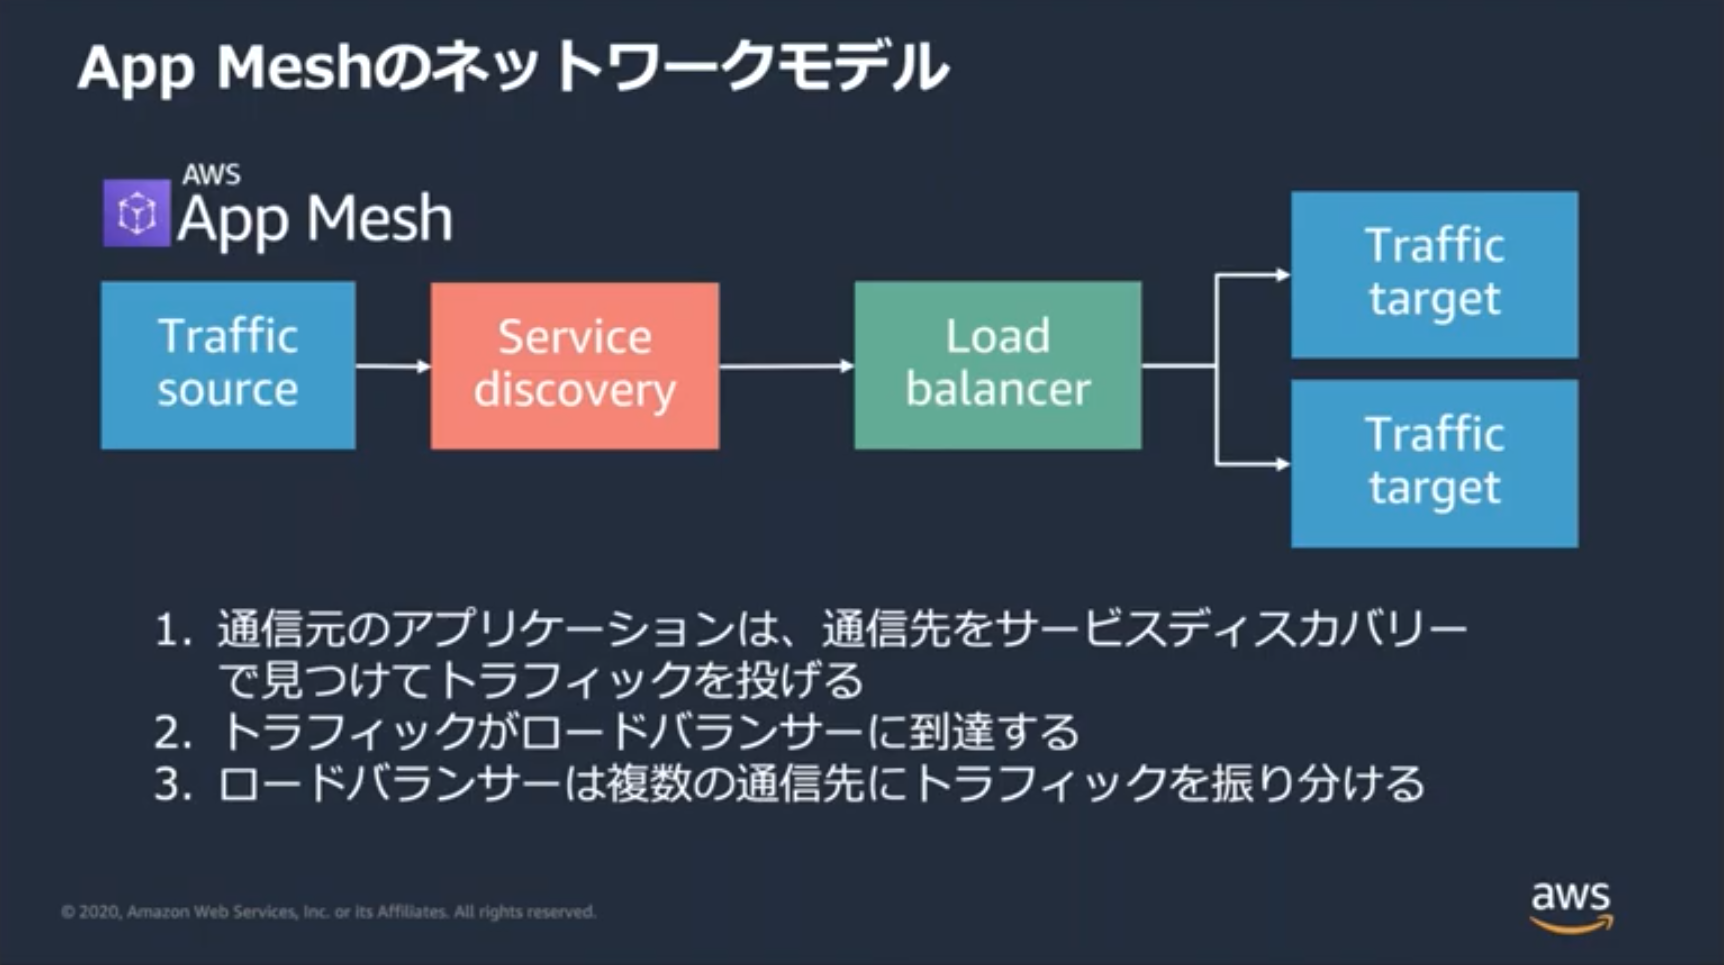 App Meshのネットワークモデル
AWS
App Mesh
Traffic
source
Service
discovery
Load
balancer
Traffic
target
Traffic
target
1. 通信元のアプリケーションは、通信先をサービスディスカバリー
で見つけてトラフィックを投げる
2. トラフィックがロードバランサーに到達する
3. ロードバランサーは複数の通信先にトラフィックを振り分ける
© 2020, Amazon Web Services, Inc. or its Affiliates. All rights reserved.
aws